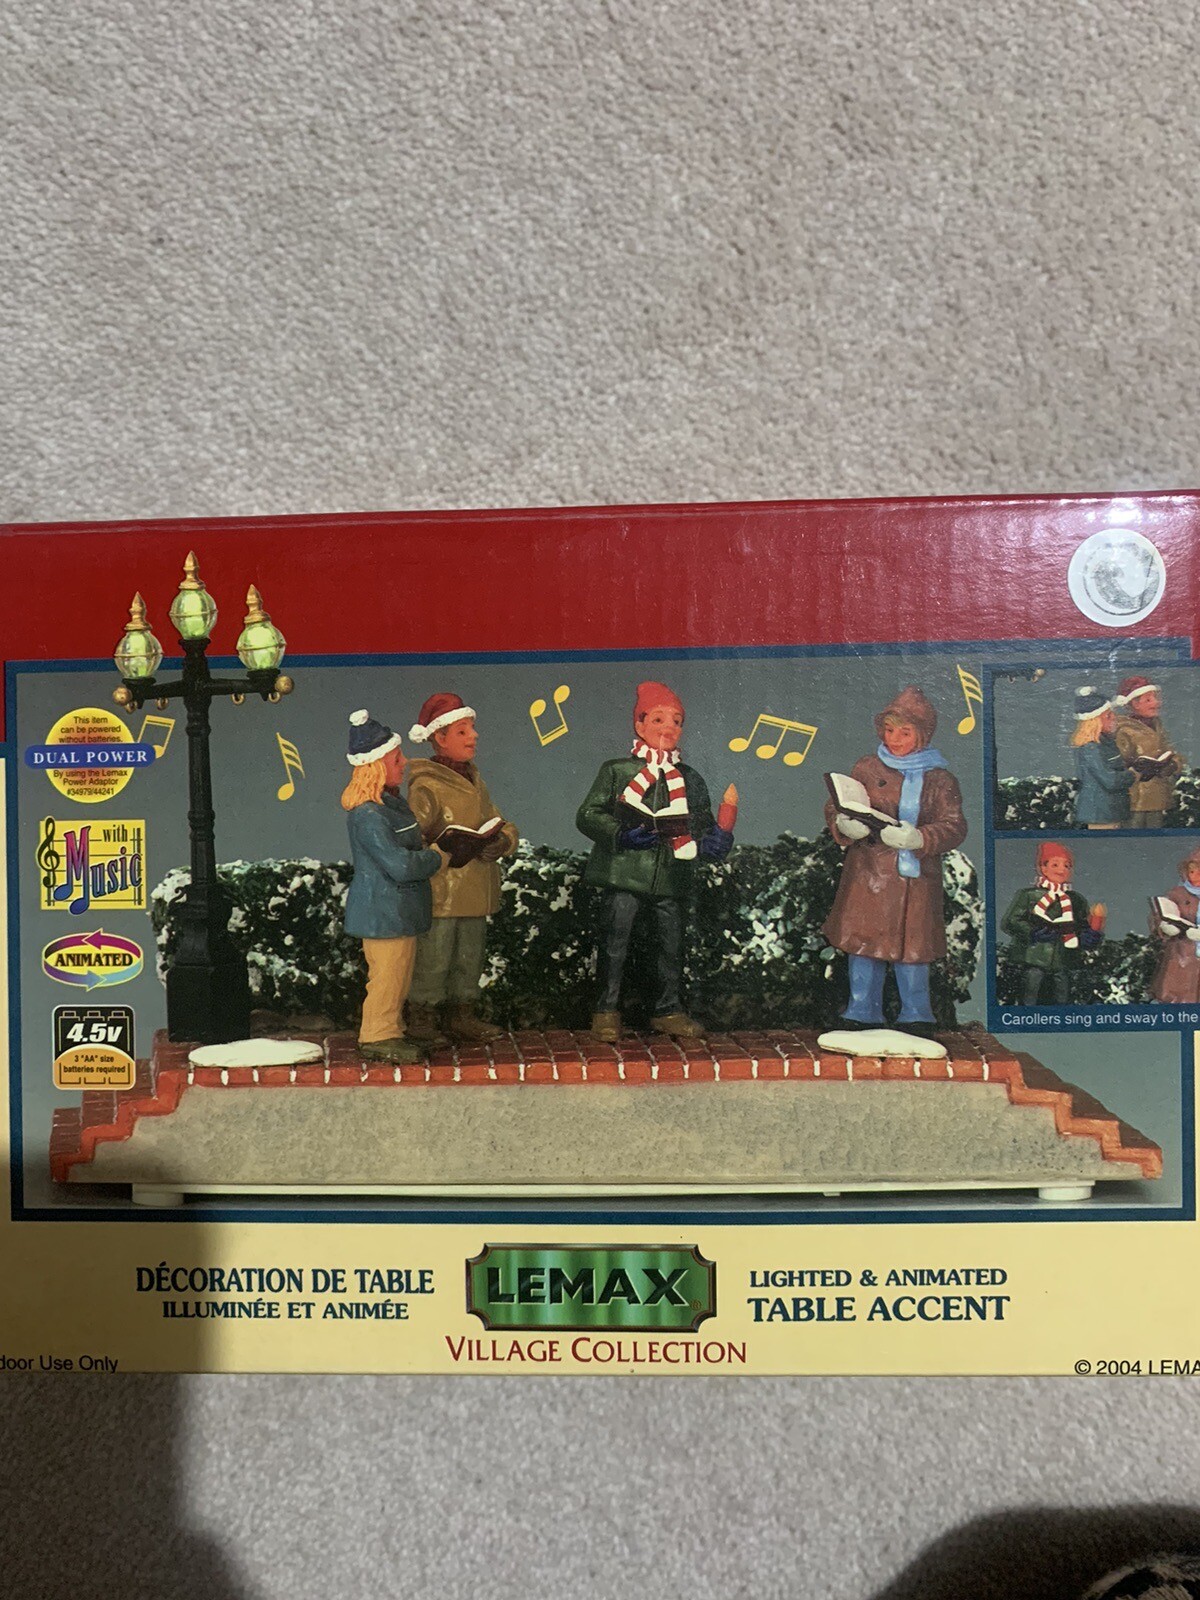 This item
can be powered
without batteries.
DUAL POWER
By using the Lemax
Power Adaptor
#34979/44241
with
Music
ANIMATED
4.5v
3 "AA" size
batteries required
Carollers sing and sway to the
DÉCORATION DE TABLE
ILLUMINÉE ET ANIMÉE
LEMAX®
VILLAGE COLLECTION
LIGHTED & ANIMATED
TABLE ACCENT
door Use Only
© 2004 LEMA